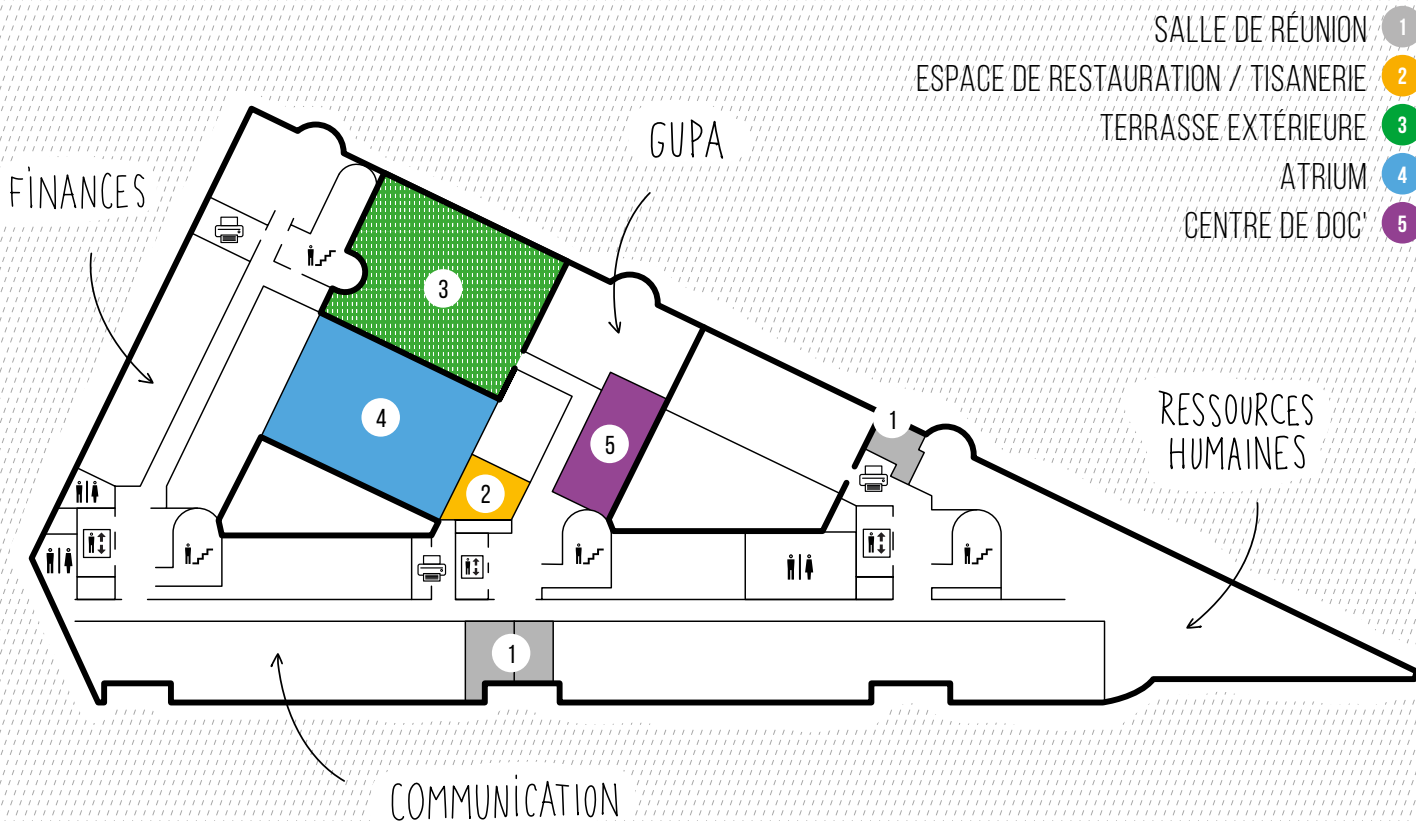 SALLE DE RÉUNION 1
ESPACE DE RESTAURATION / TISANERIE 2
TERRASSE EXTÉRIEURE 3
ATRIUM 4
CENTRE DE DOC' 5
GUPA
FINANCES
3
4
1
5
2
RESSOURCES
HUMAINES
1
COMMUNICATION